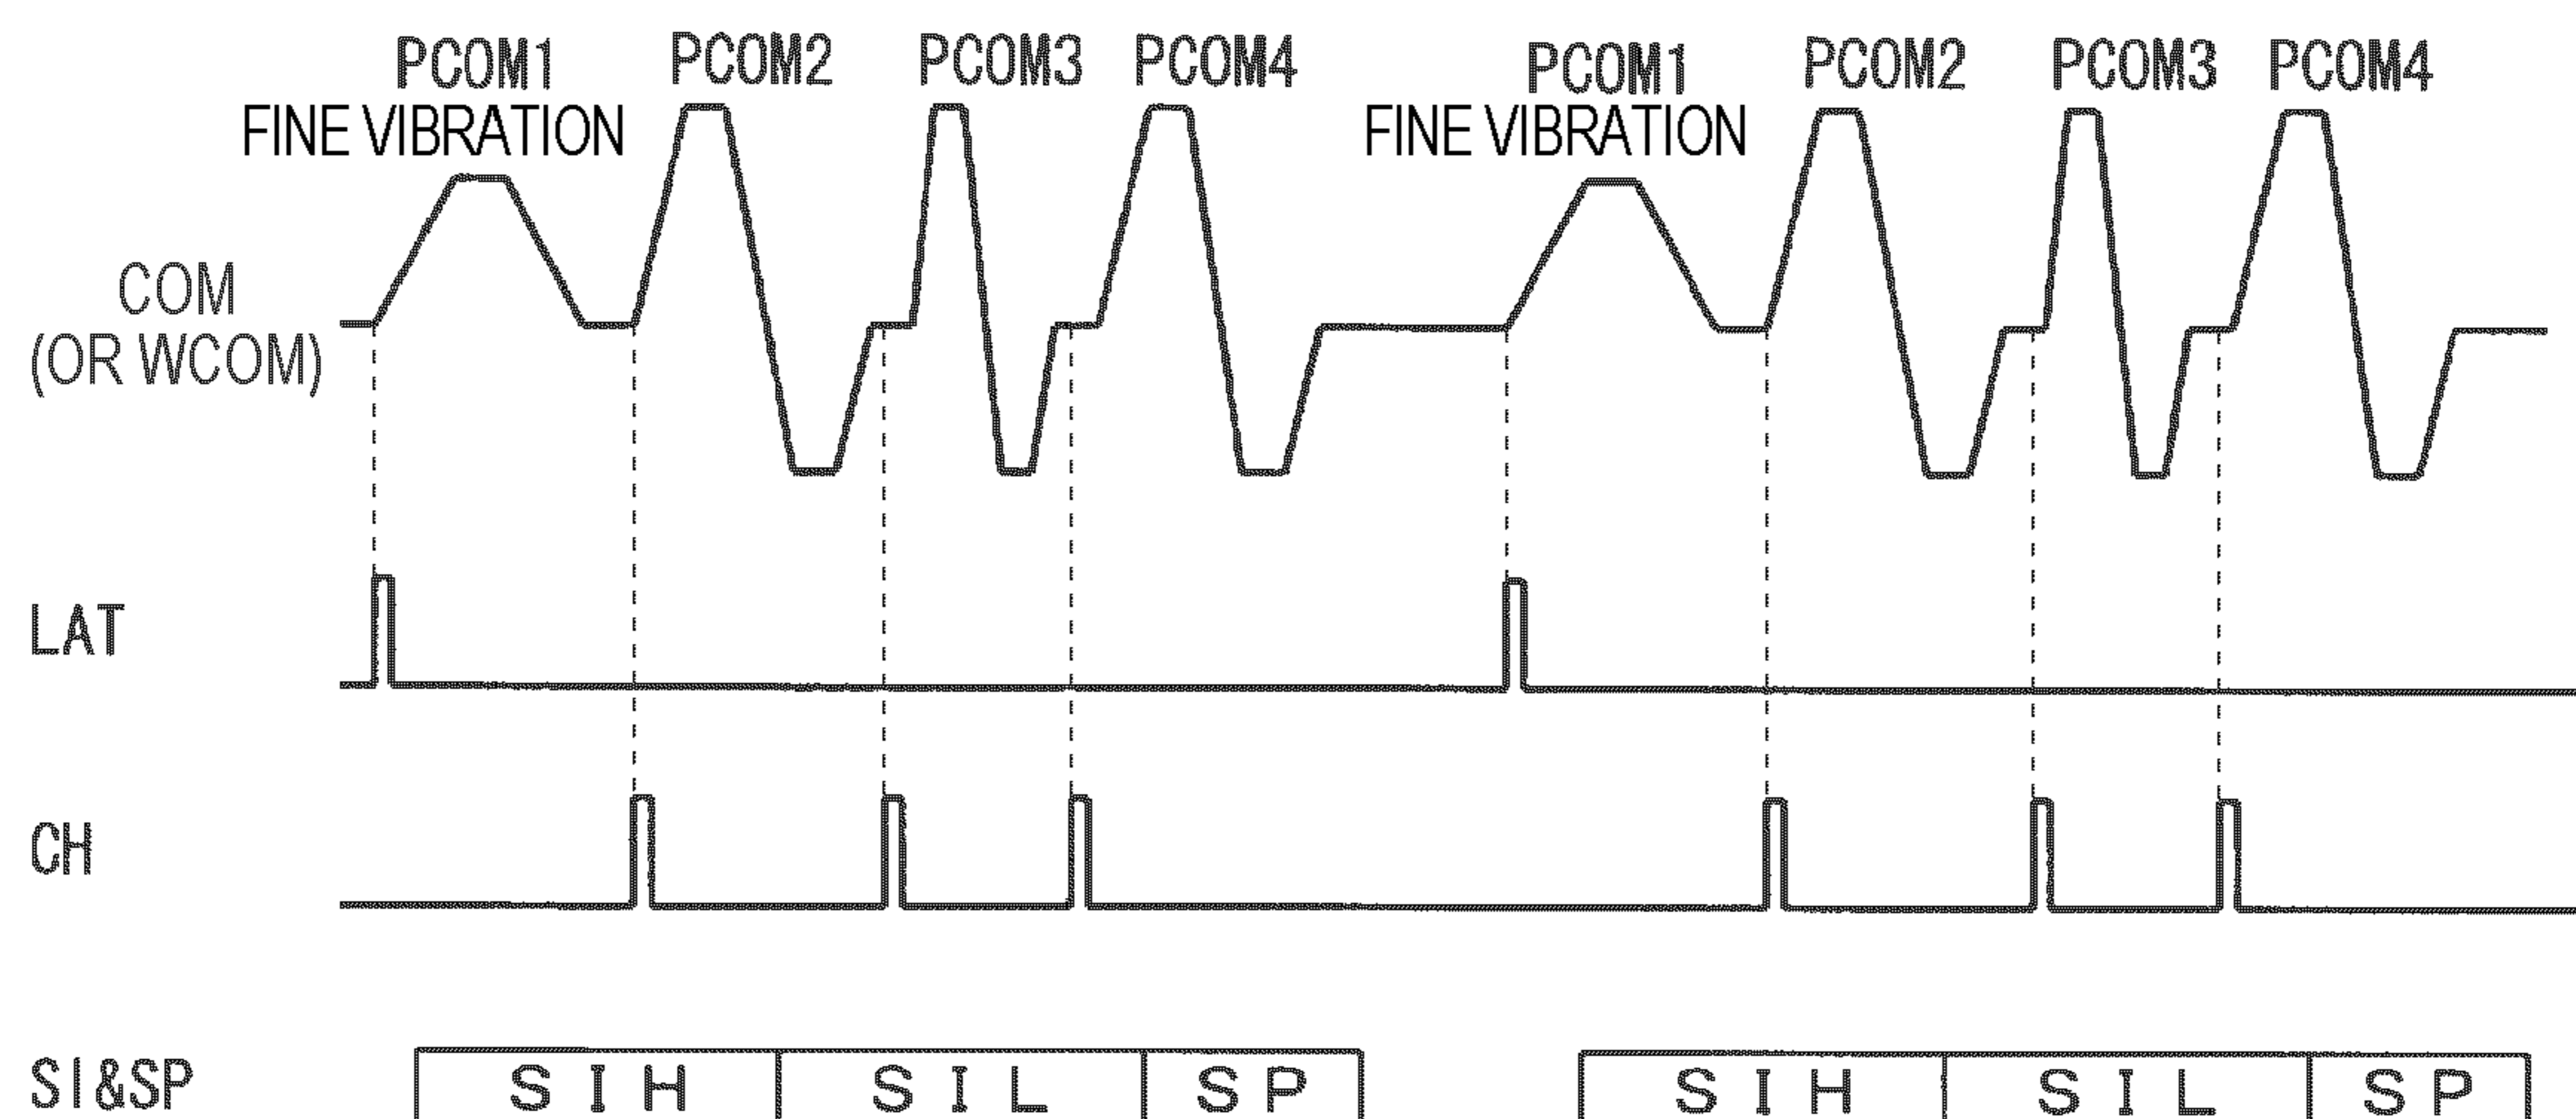 PCOM1 PCOM2 PCOM3 PCOM4 PCOM1 PCOM2 PCOM3 PCOM4
FINE VIBRATION FINE VIBRATION
COM
(OR WCOM)
LAT
CH
SI&SP SIH SIL SP SIH SIL SP